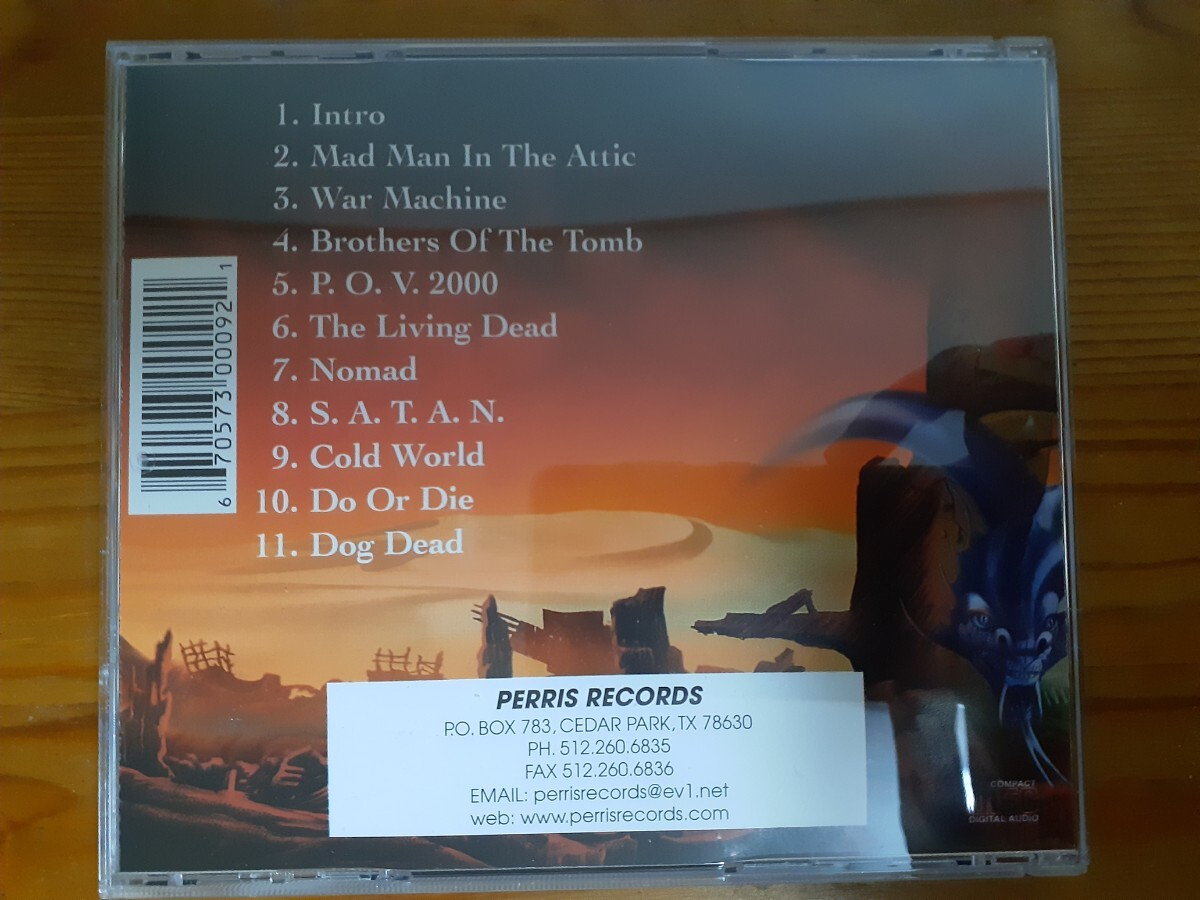 1. Intro
2. Mad Man In The Attic
3. War Machine
4. Brothers Of The Tomb
5. P. O. V. 2000
6. The Living Dead
7. Nomad
8. S. A. T. A. N.
9. Cold World
10. Do Or Die
11. Dog Dead
6 70573 00092 1
PERRIS RECORDS
P.O. BOX 783, CEDAR PARK, TX 78630
PH. 512.260.6835
FAX 512.260.6836
EMAIL: perrisrecords@ev1.net
web: www.perrisrecords.com
COMPACT
DIGITAL AUDIO